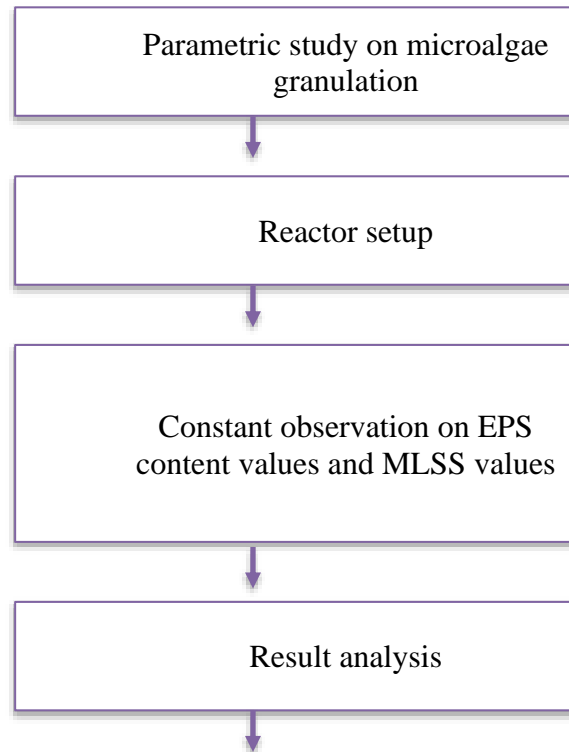 Parametric study on microalgae
granulation
Reactor setup
Constant observation on EPS
content values and MLSS values
Result analysis